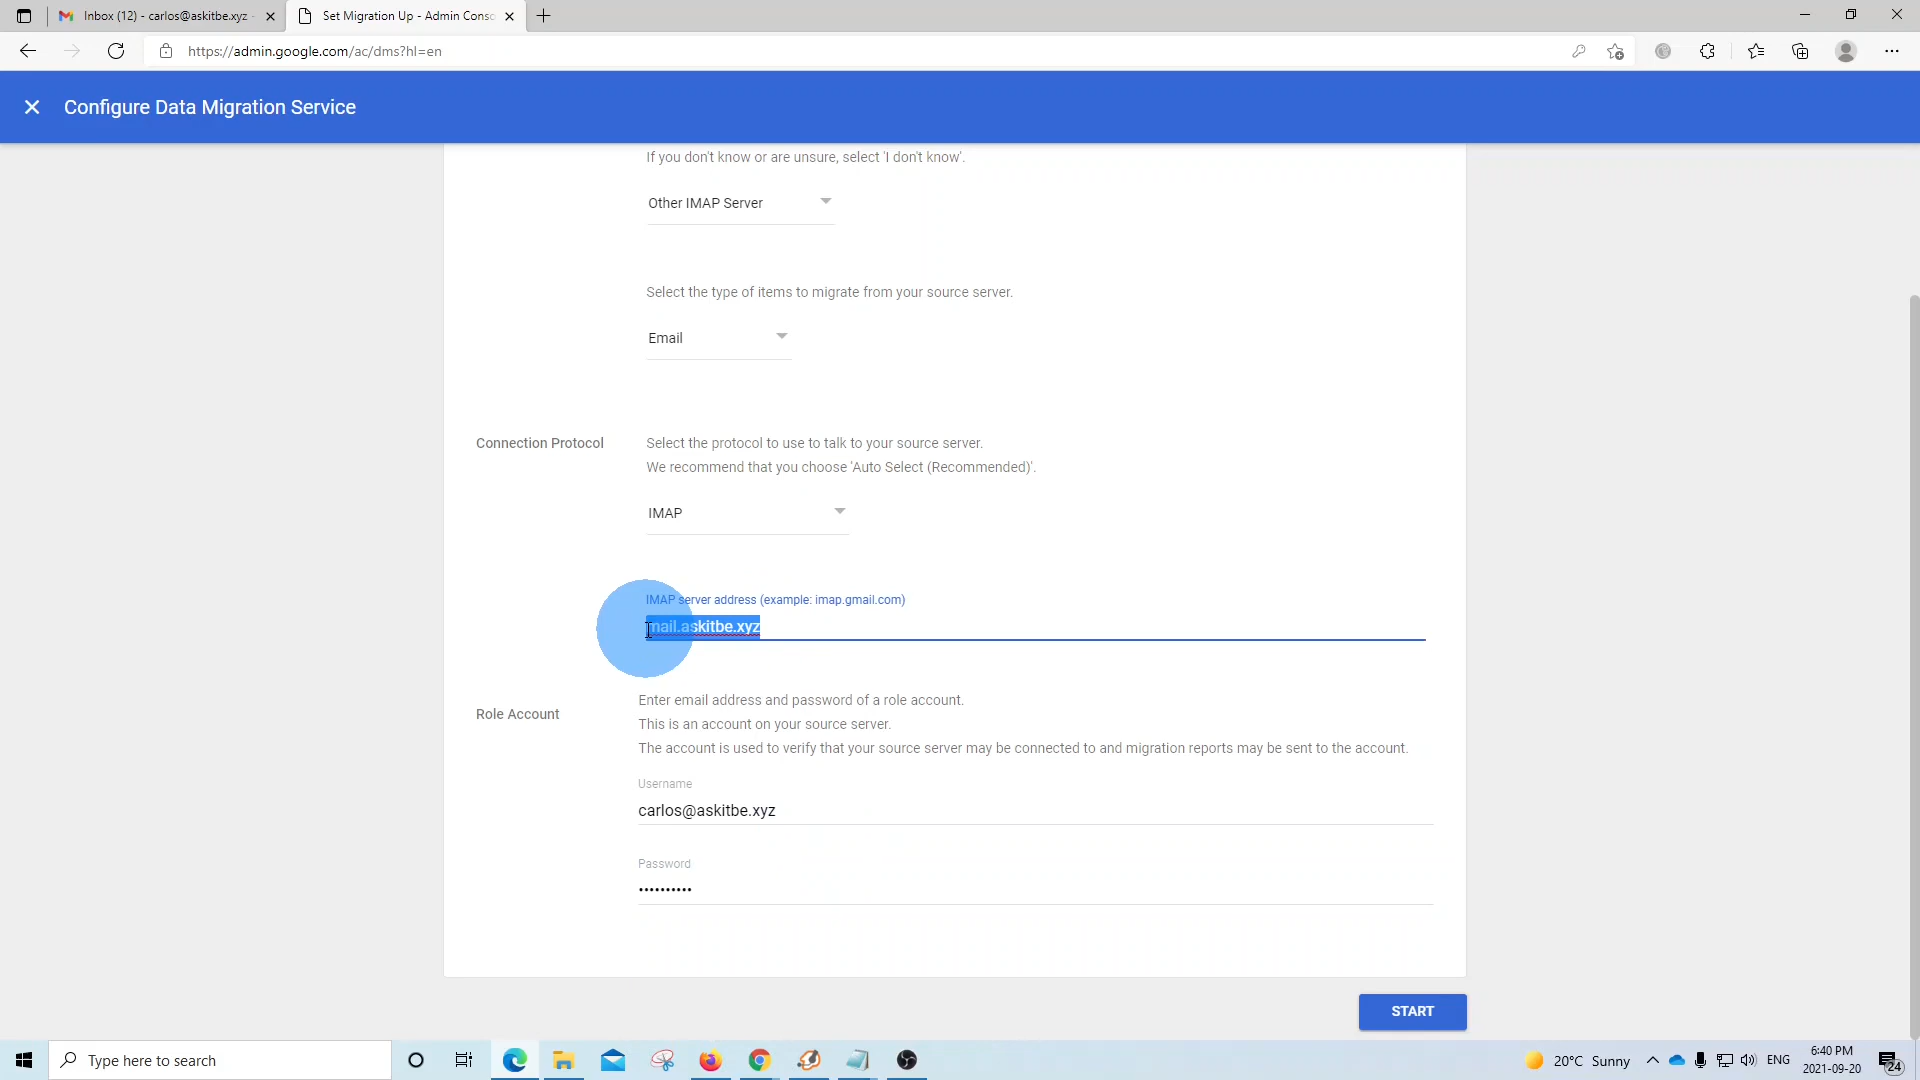 Inbox (12) - carlos@askitbe.xyz -
Set Migration Up - Admin Conso
https://admin.google.com/ac/dms?hl=en
Configure Data Migration Service
If you don't know or are unsure, select 'I don't know'.
Other IMAP Server
Select the type of items to migrate from your source server.
Email
Connection Protocol
Select the protocol to use to talk to your source server.
We recommend that you choose 'Auto Select (Recommended)'.
IMAP
IMAP server address (example: imap.gmail.com)
mail.askitbe.xyz
Role Account
Enter email address and password of a role account.
This is an account on your source server.
The account is used to verify that your source server may be connected to and migration reports may be sent to the account.
Username
carlos@askitbe.xyz
Password
••••••••••
START
Type here to search
20°C Sunny
ENG
6:40 PM
2021-09-20
24